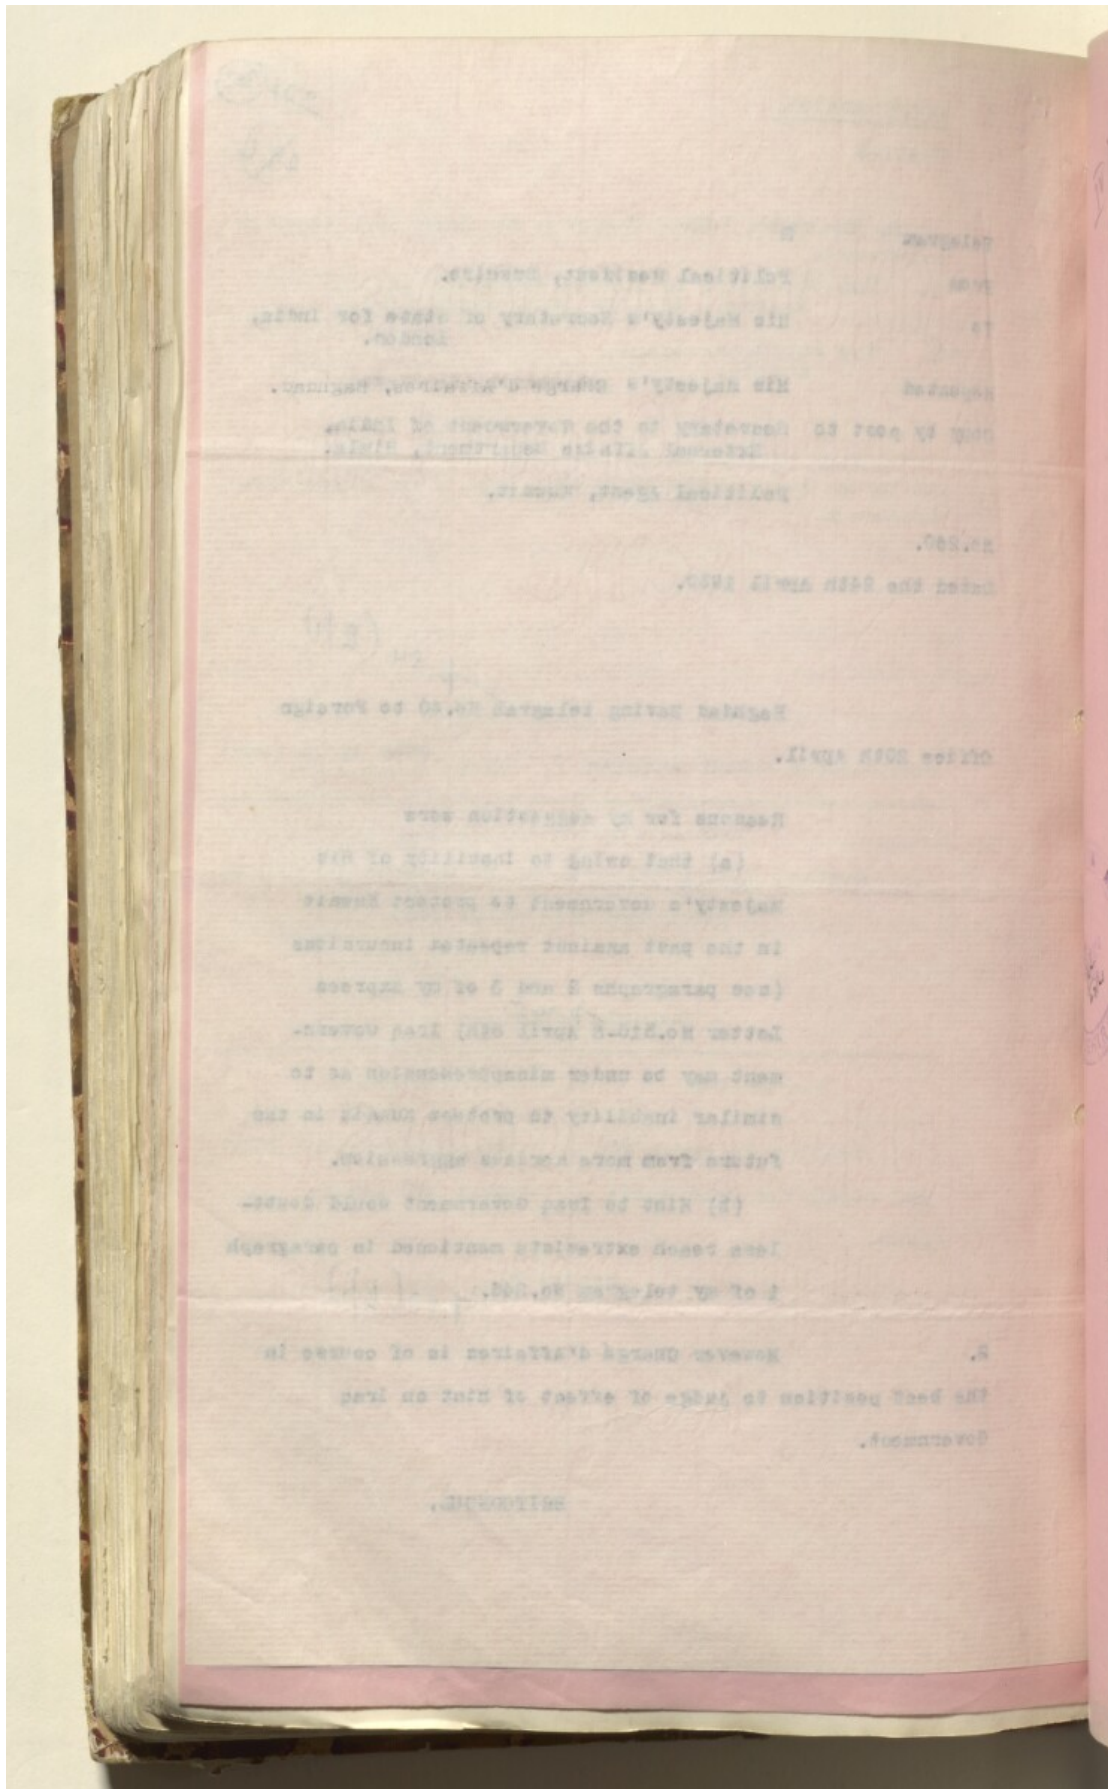 Telegram R
From Political Resident, Bushire.
To His Majesty's Secretary of State for India,
London.
Repeated His Majesty's Charge d'Affaires, Baghdad.
Copy by post to Secretary to the Government of India,
External Affairs Department, Simla.
Political Agent, Kuwait.
Dated the 24th April
Baghdad Saving telegram No.40 to Foreign
Office 20th April.
Reasons for my suggestion were
(a) that owing to inability of His
Majesty's Government to protect Kuwait
in the past against repeated incursions
(see paragraphs 2 and 3 of my Express
Letter April 6th) Iraq Govern-
ment may be under misapprehension as to
similar inability to protect Kuwait in the
future from more serious aggression.
(b) Hint to Iraq Government would doubt-
less reach extremists mentioned in paragraph
1 of my telegram
2. However Charge d'Affaires is of course in
the best position to judge of effect of hint on Iraq
Government.
BRITCONSUL.